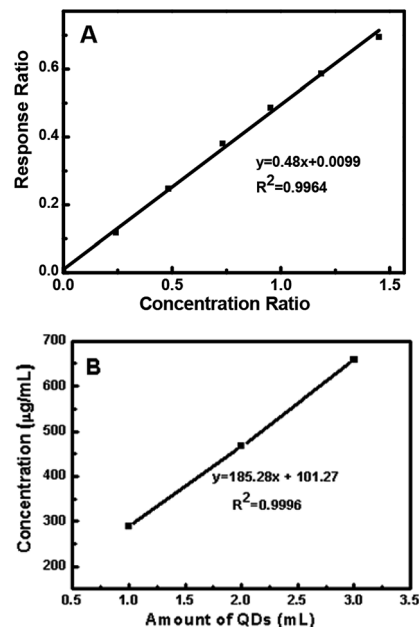 A
Response Ratio
0.6
0.4
0.2
0.0
y=0.48x+0.0099
R²=0.9964
0.0 0.5 1.0 1.5
Concentration Ratio
B
Concentration (µg/mL)
700
600
500
400
300
200
y=185.28x + 101.27
R²=0.9996
0.5 1.0 1.5 2.0 2.5 3.0 3.5
Amount of QDs (mL)